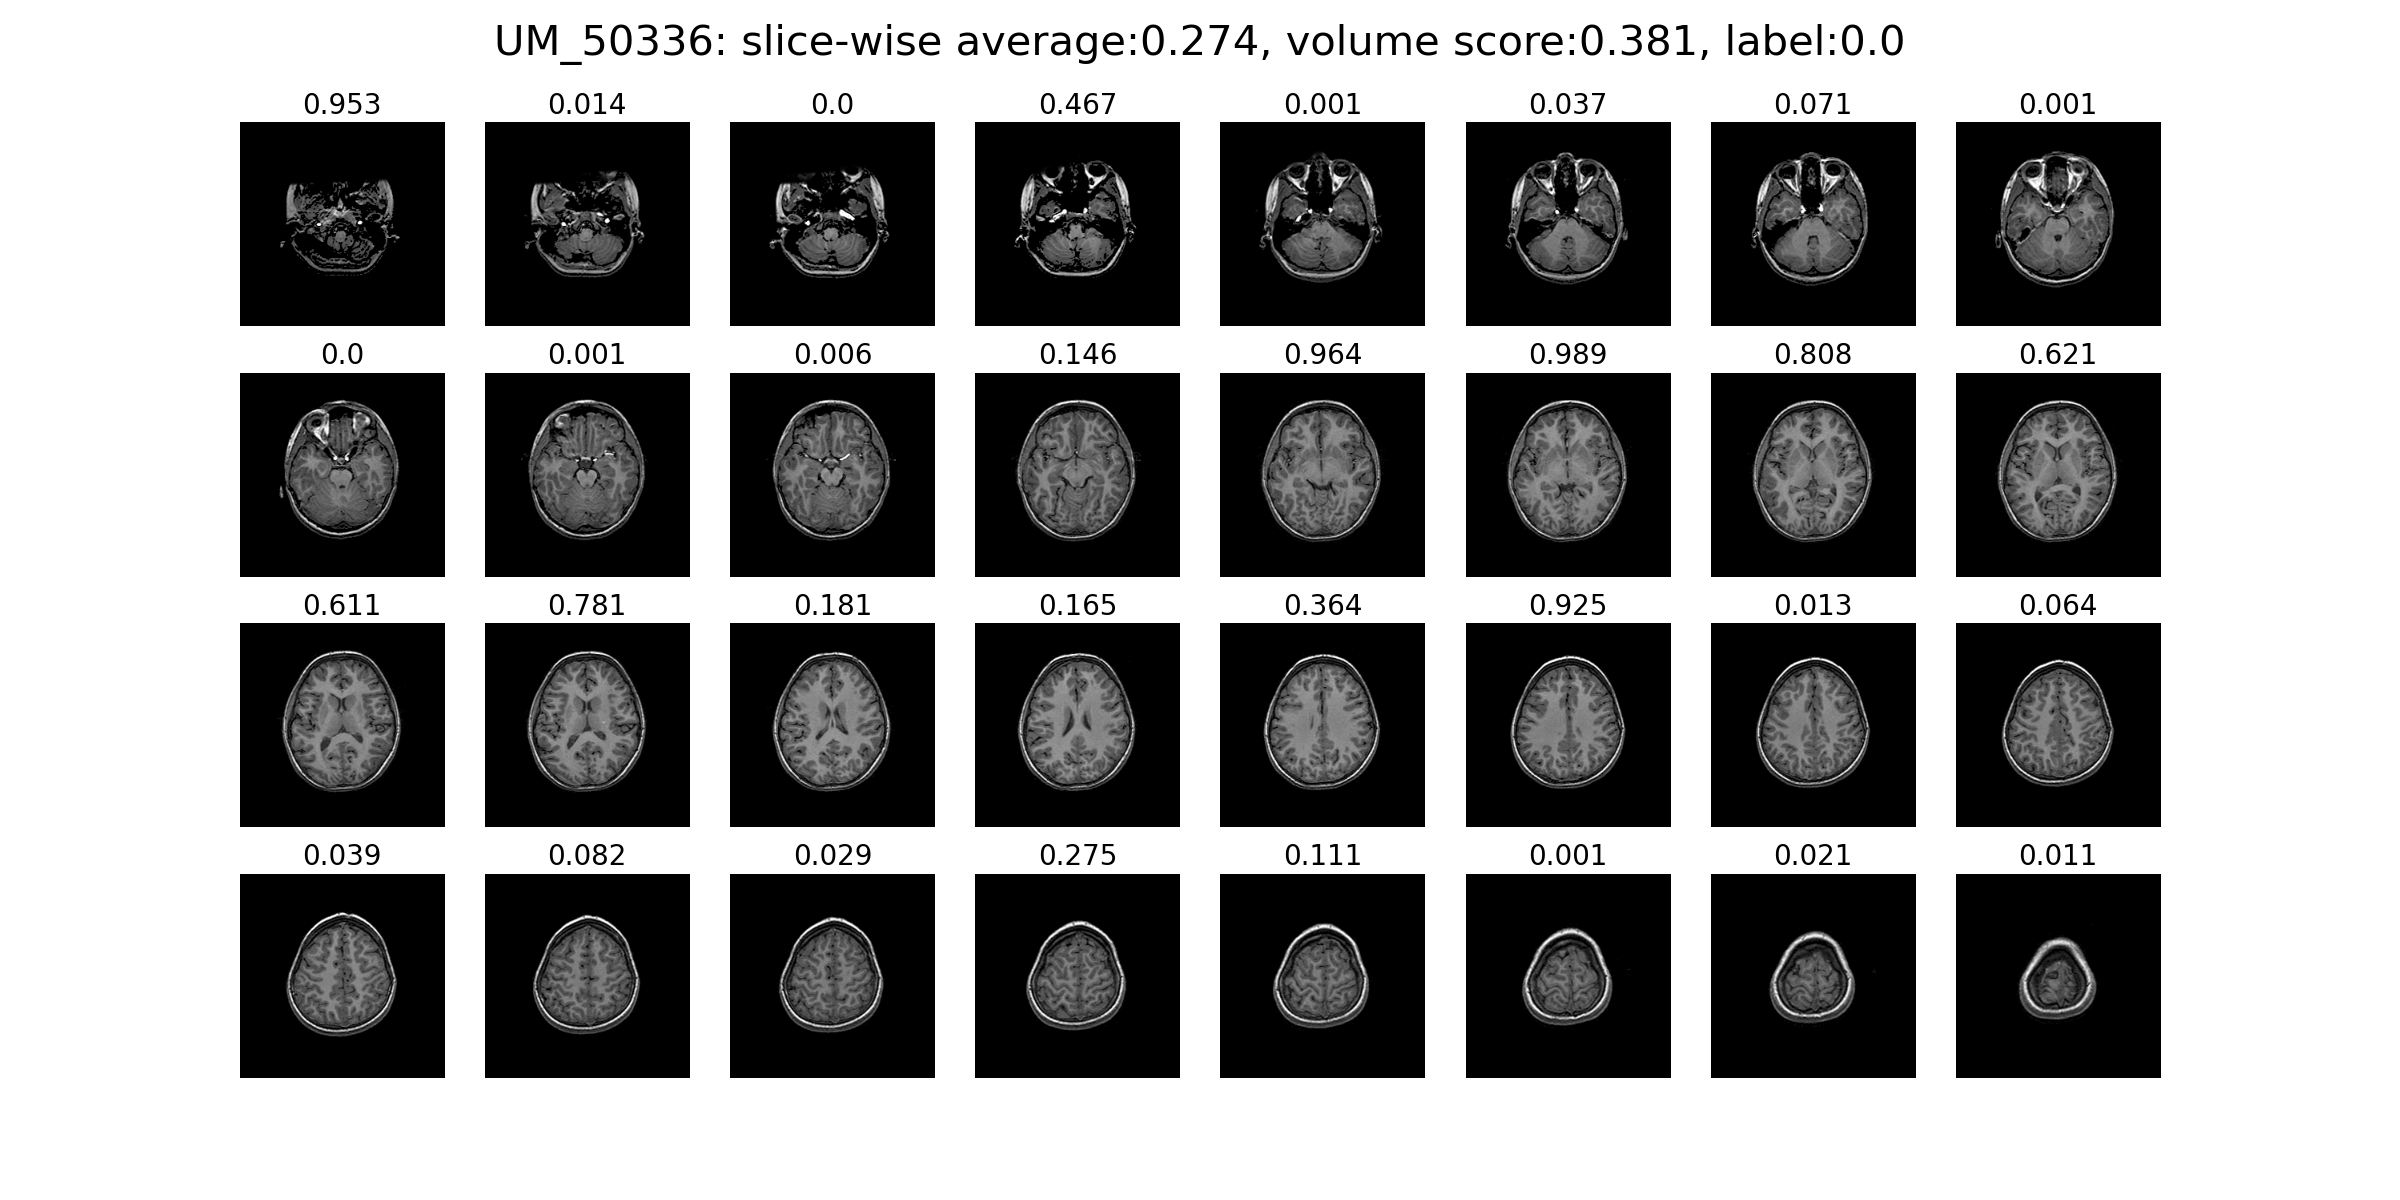 UM_50336: slice-wise average:0.274, volume score:0.381, label:0.0
0.953 0.014 0.0 0.467 0.001 0.037 0.071 0.001
0.0 0.001 0.006 0.146 0.964 0.989 0.808 0.621
0.611 0.781 0.181 0.165 0.364 0.925 0.013 0.064
0.039 0.082 0.029 0.275 0.111 0.001 0.021 0.011